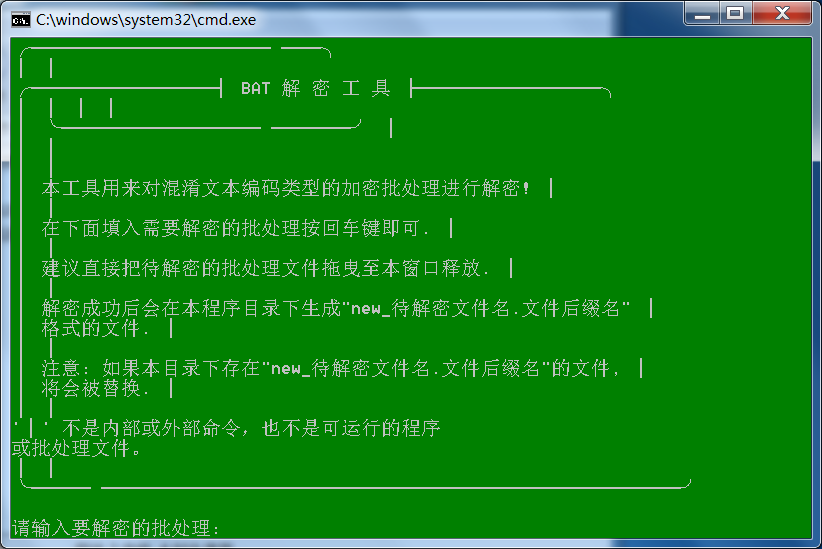 C:\windows\system32\cmd.exe
BAT 解 密 工 具
本工具用来对混淆文本编码类型的加密批处理进行解密!
在下面填入需要解密的批处理按回车键即可.
建议直接把待解密的批处理文件拖曳至本窗口释放.
解密成功后会在本程序目录下生成"new_待解密文件名.文件后缀名"
格式的文件.
注意: 如果本目录下存在"new_待解密文件名.文件后缀名"的文件,
将会被替换.
'│' 不是内部或外部命令，也不是可运行的程序
或批处理文件。
请输入要解密的批处理: